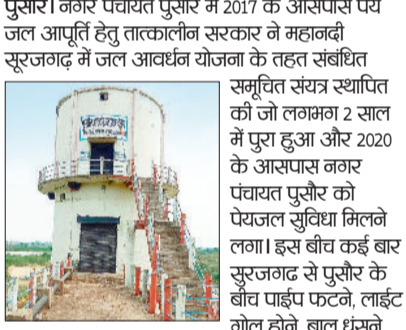 पुसौर। नगर पंचायत पुसौर में 2017 के आसपास पेय
जल आपूर्ति हेतु तात्कालीन सरकार ने महानदी
सूरजगढ़ में जल आवर्धन योजना के तहत संबंधित
समूचित संयत्र स्थापित
की जो लगभग 2 साल
में पुरा हुआ और 2020
के आसपास नगर
पंचायत पुसौर को
पेयजल सुविधा मिलने
लगा। इस बीच कई बार
सुरजगढ से पुसौर के
बीच पाईप फटने, लाईट
गोल होने, बालू धंसने